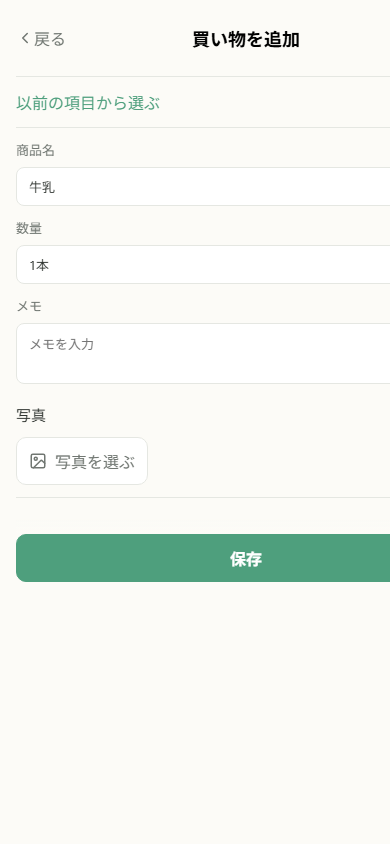 戻る
買い物を追加
以前の項目から選ぶ
商品名
牛乳
数量
1本
メモ
メモを入力
写真
写真を選ぶ
保存